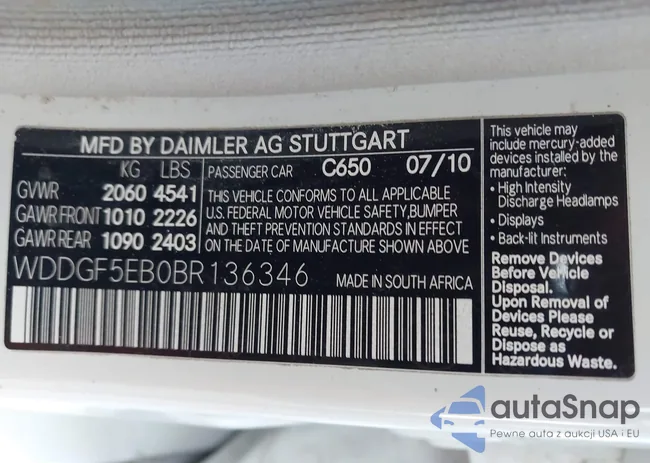 MFD BY DAIMLER AG STUTTGART
KG LBS
GVWR 2060 4541
GAWR FRONT 1010 2226
GAWR REAR 1090 2403
PASSENGER CAR C650 07/10
THIS VEHICLE CONFORMS TO ALL APPLICABLE
U.S. FEDERAL MOTOR VEHICLE SAFETY, BUMPER
AND THEFT PREVENTION STANDARDS IN EFFECT
ON THE DATE OF MANUFACTURE SHOWN ABOVE
WDDGF5EB0BR136346
MADE IN SOUTH AFRICA
This vehicle may
include mercury-added
devices installed by the
manufacturer:
• High Intensity
Discharge Headlamps
• Displays
• Back-lit Instruments
Remove Devices
Before Vehicle
Disposal.
Upon Removal of
Devices Please
Reuse, Recycle or
Dispose as
Hazardous Waste.
autaSnap
Pewne auta z aukcji USA i EU